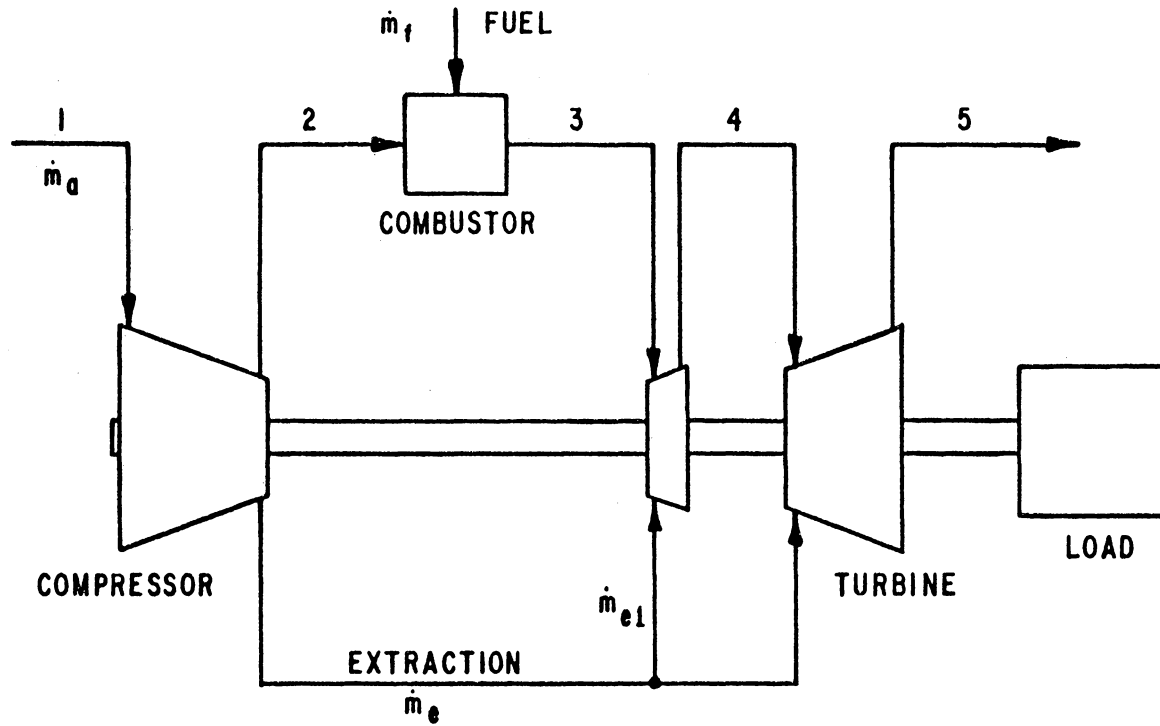 ṁf FUEL
1
2
3
4
5
ṁa
COMBUSTOR
LOAD
COMPRESSOR
TURBINE
ṁe1
EXTRACTION
ṁe